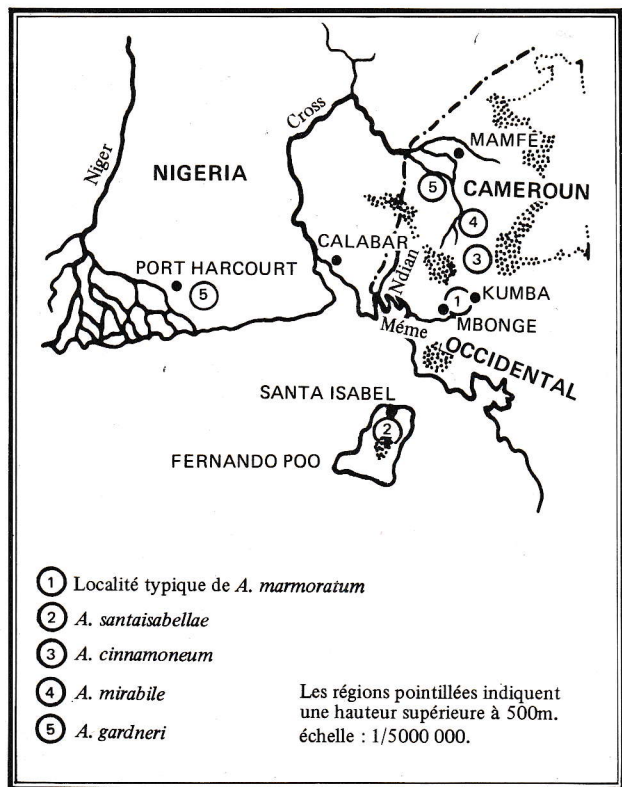 Niger
NIGERIA
Cross
MAMFE
5
CAMEROUN
4
CALABAR
3
PORT HARCOURT
5
Ndian
1
KUMBA
MBONGE
Méme
OCCIDENTAL
SANTA ISABEL
2
FERNANDO POO
1 Localité typique de A. marmoratum
2 A. santaisabellae
3 A. cinnamoneum
4 A. mirabile
5 A. gardneri
Les régions pointillées indiquent
une hauteur supérieure à 500m.
échelle : 1/5000 000.